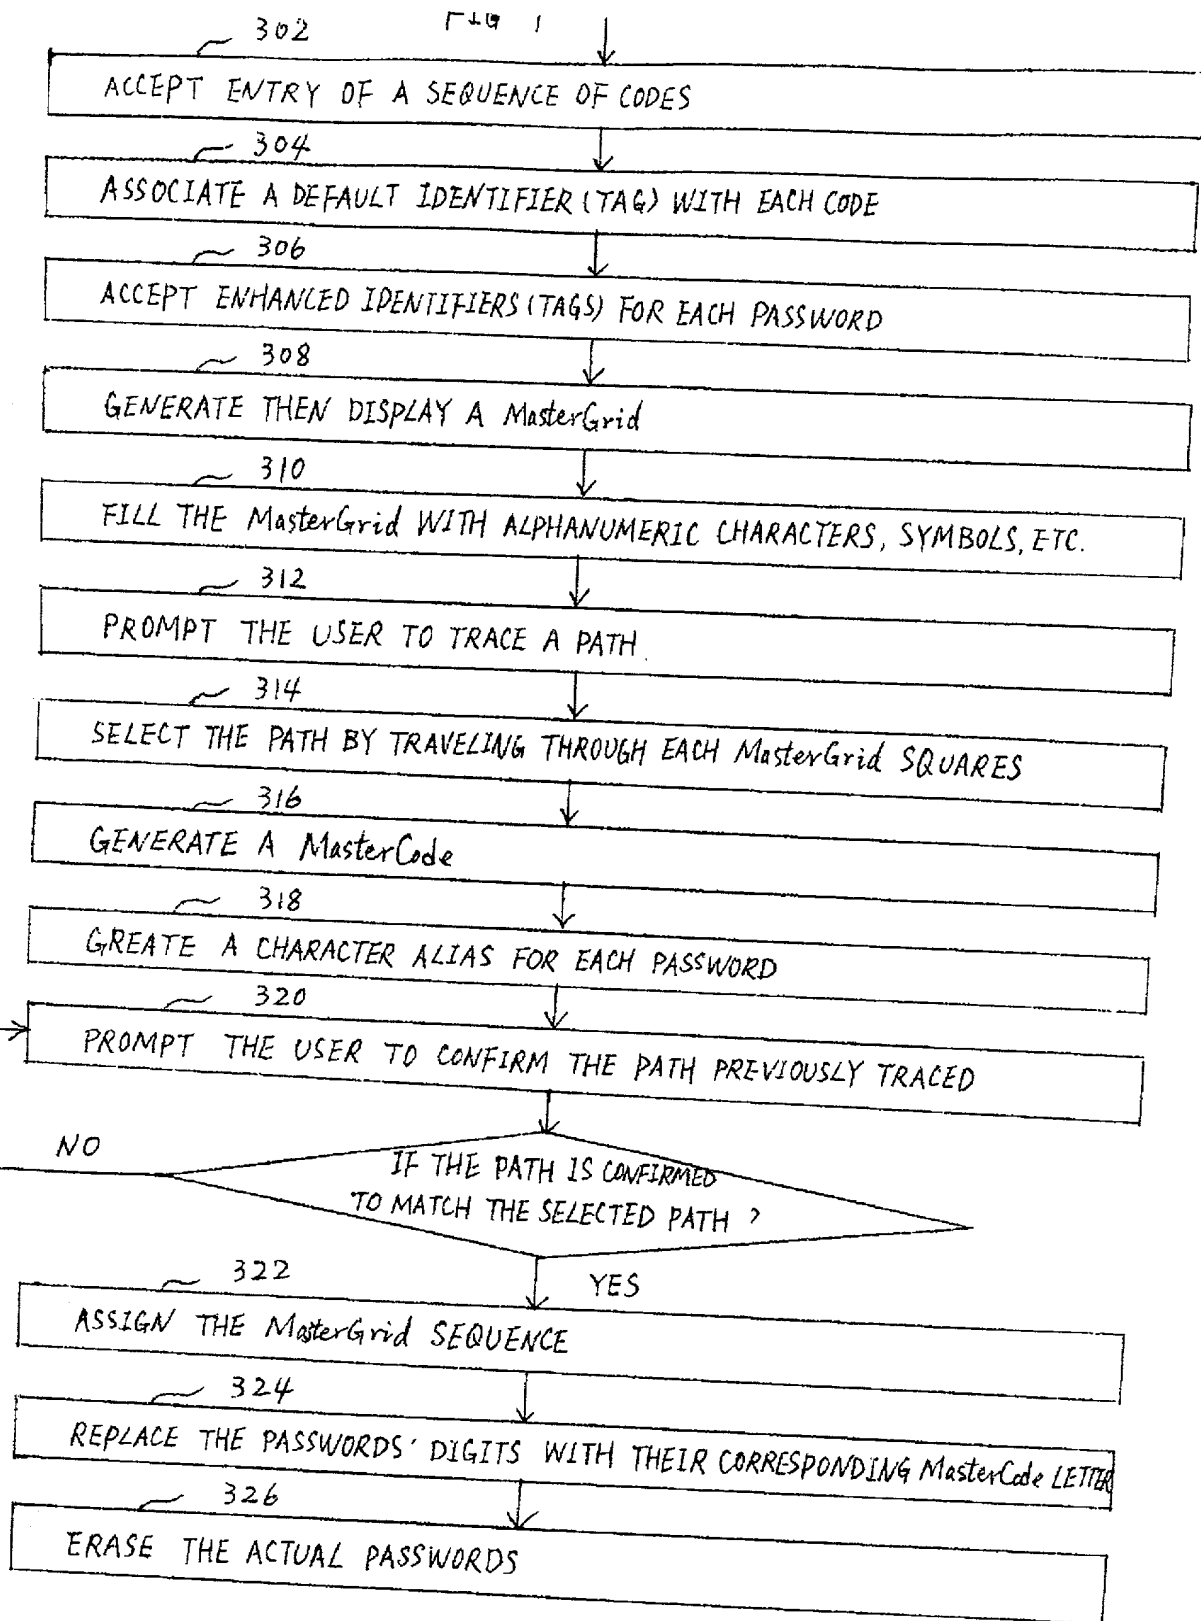 FIG 1
302
ACCEPT ENTRY OF A SEQUENCE OF CODES
304
ASSOCIATE A DEFAULT IDENTIFIER (TAG) WITH EACH CODE
306
ACCEPT ENHANCED IDENTIFIERS (TAGS) FOR EACH PASSWORD
308
GENERATE THEN DISPLAY A MasterGrid
310
FILL THE MasterGrid WITH ALPHANUMERIC CHARACTERS, SYMBOLS, ETC.
312
PROMPT THE USER TO TRACE A PATH
314
SELECT THE PATH BY TRAVELING THROUGH EACH MasterGrid SQUARES
316
GENERATE A MasterCode
318
GREATE A CHARACTER ALIAS FOR EACH PASSWORD
320
PROMPT THE USER TO CONFIRM THE PATH PREVIOUSLY TRACED
NO
IF THE PATH IS CONFIRMED
TO MATCH THE SELECTED PATH ?
YES
322
ASSIGN THE MasterGrid SEQUENCE
324
REPLACE THE PASSWORDS' DIGITS WITH THEIR CORRESPONDING MasterCode LETTER
326
ERASE THE ACTUAL PASSWORDS